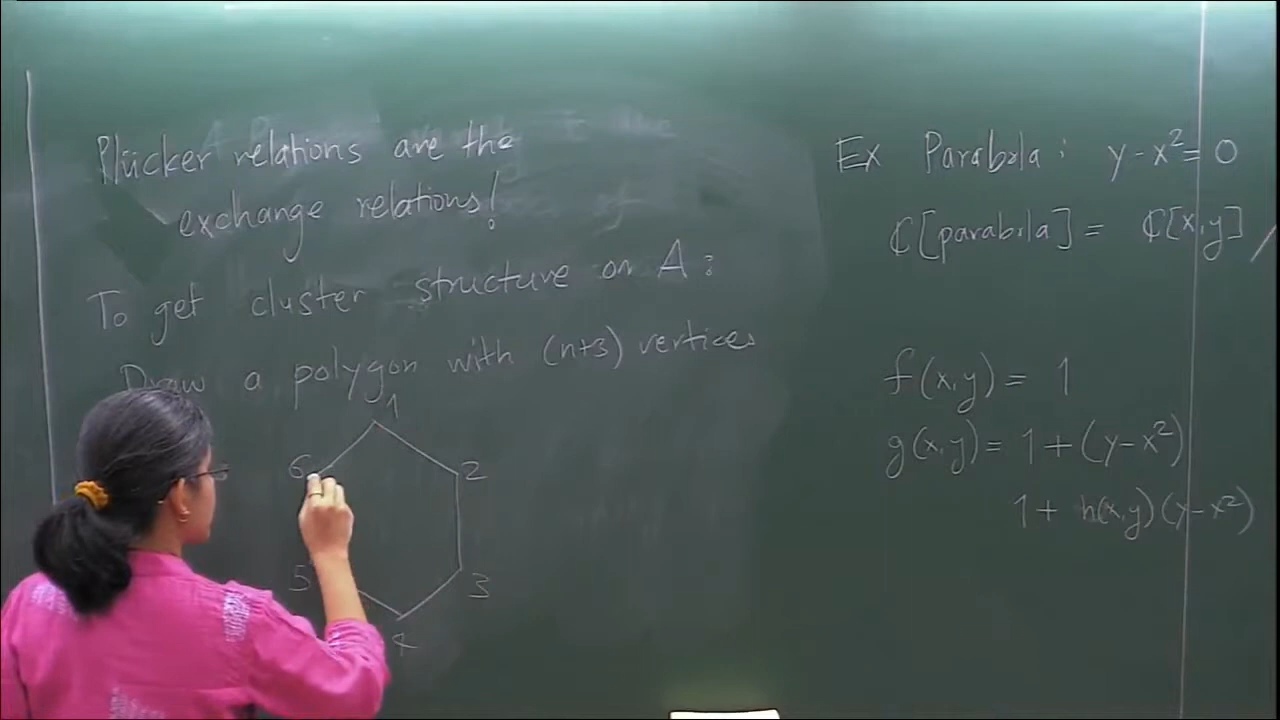 Plücker relations are the
exchange relations!
To get cluster structure on A:
Draw a polygon with (n+3) vertices
1
6
2
5
3
4
Ex Parabola: y-x²=0
ℂ[parabola] = ℂ[x,y] /
f(x,y) = 1
g(x,y) = 1+(y-x²)
1+ h(x,y)(y-x²)